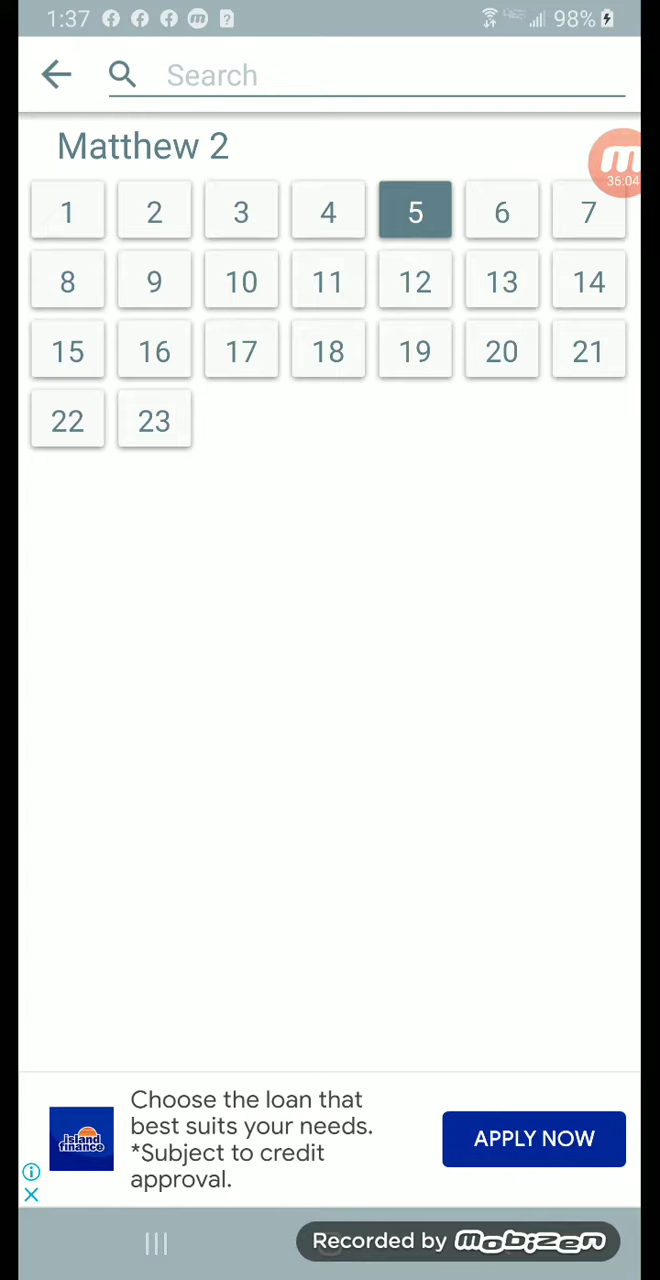 1:37 98%
Search
Matthew 2
36:04
1 2 3 4 5 6 7
8 9 10 11 12 13 14
15 16 17 18 19 20 21
22 23
island finance
Choose the loan that
best suits your needs.
*Subject to credit
approval.
APPLY NOW
Recorded by mobizen